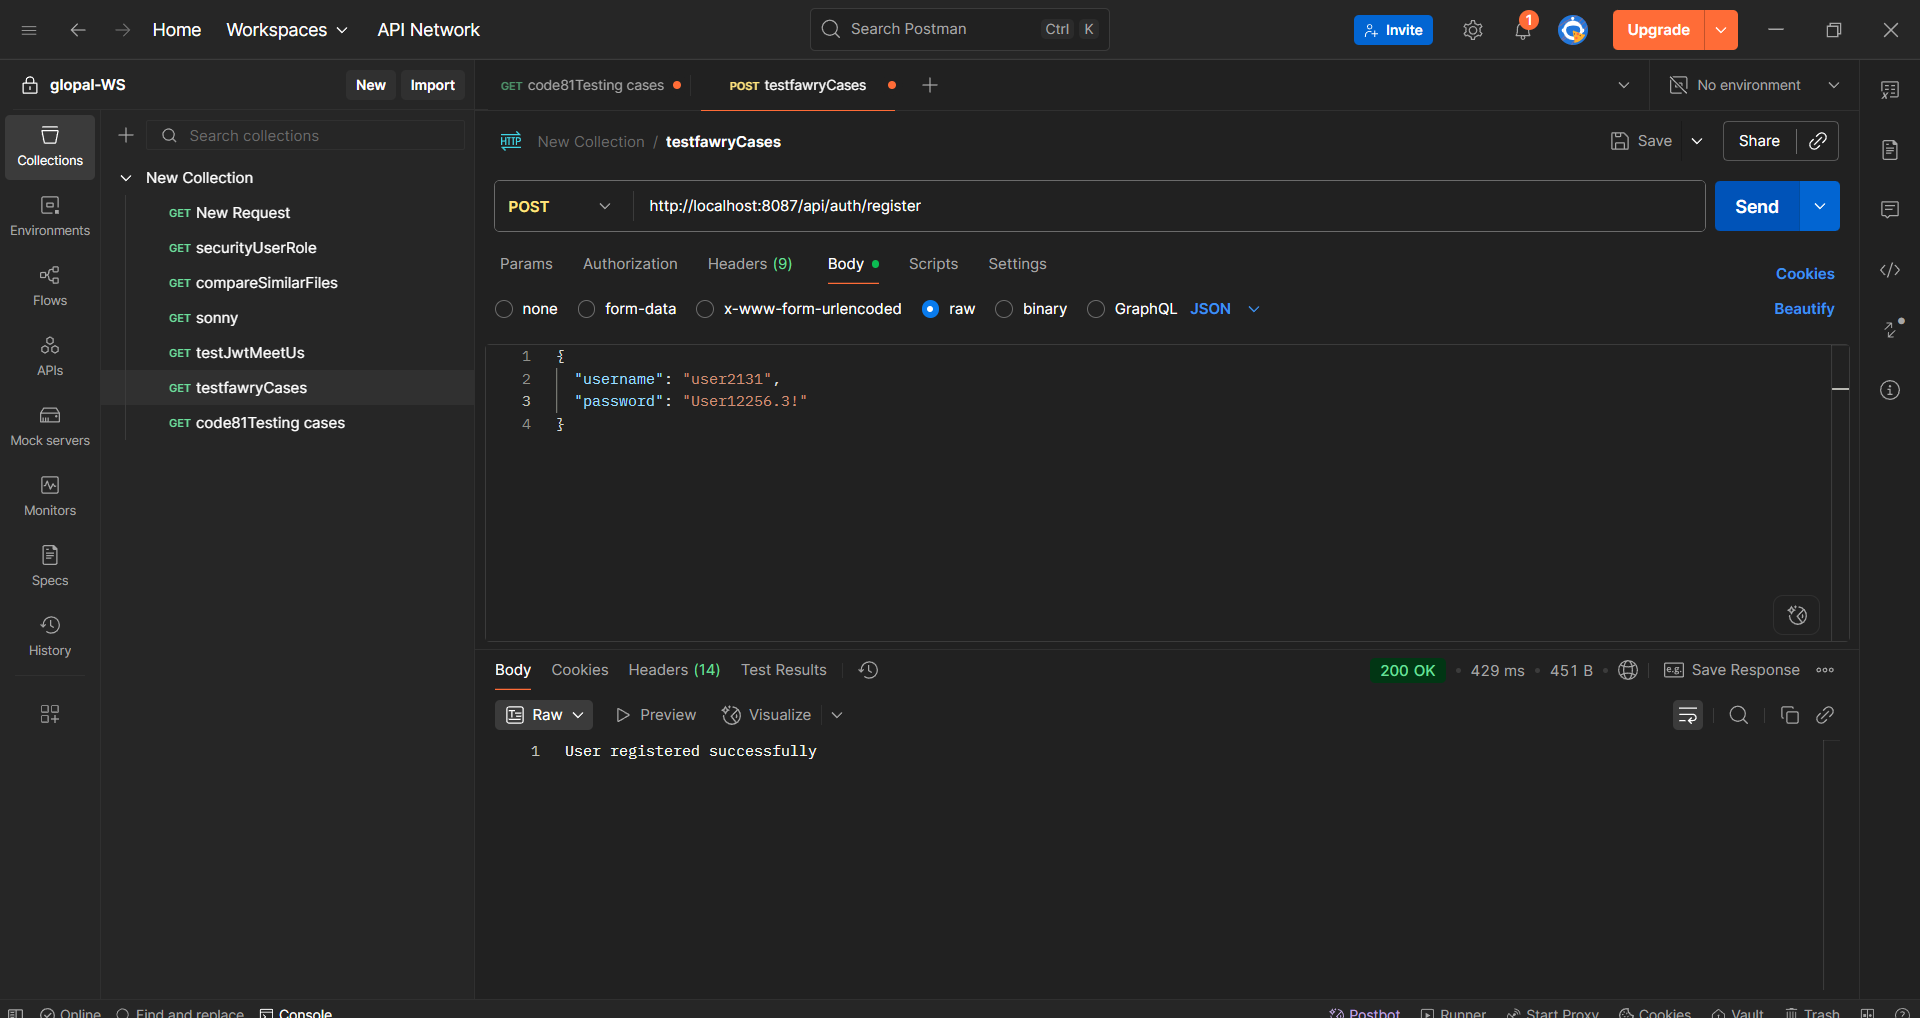 Home Workspaces API Network Search Postman Ctrl K Invite 1 Upgrade
glopal-WS New Import GET code81Testing cases POST testfawryCases No environment
Collections
Environments
Flows
APIs
Mock servers
Monitors
Specs
History
Search collections
New Collection
GET New Request
GET securityUserRole
GET compareSimilarFiles
GET sonny
GET testJwtMeetUs
GET testfawryCases
GET code81Testing cases
HTTP New Collection / testfawryCases Save Share
POST http://localhost:8087/api/auth/register Send
Params Authorization Headers (9) Body Scripts Settings Cookies
none form-data x-www-form-urlencoded raw binary GraphQL JSON Beautify
1 {
2 "username": "user2131",
3 "password": "User12256.3!"
4 }
Body Cookies Headers (14) Test Results 200 OK • 429 ms • 451 B e.g. Save Response
Raw Preview Visualize
1 User registered successfully
Online Find and replace Console Postbot Runner Start Proxy Cookies Vault Trash